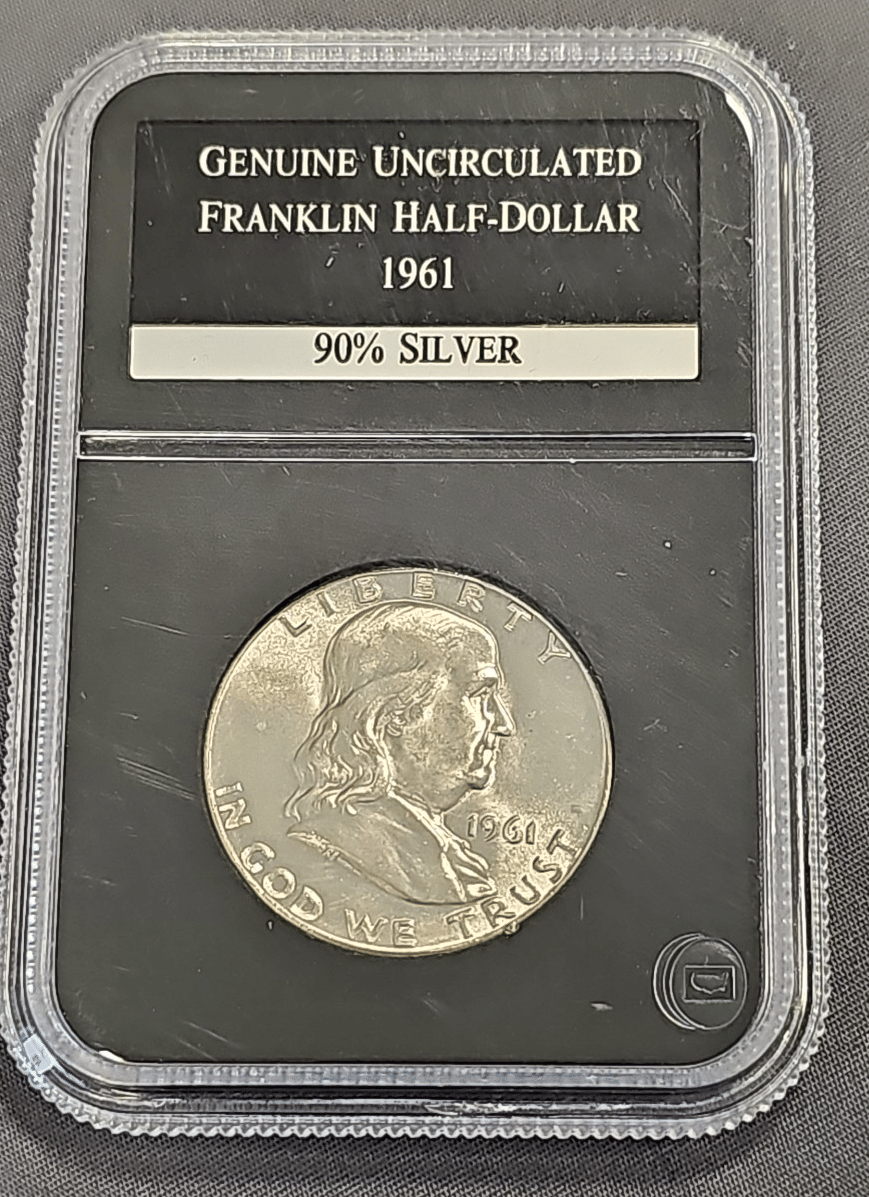 GENUINE UNCIRCULATED
FRANKLIN HALF-DOLLAR
1961
90% SILVER
LIBERTY
1961
IN GOD WE TRUST